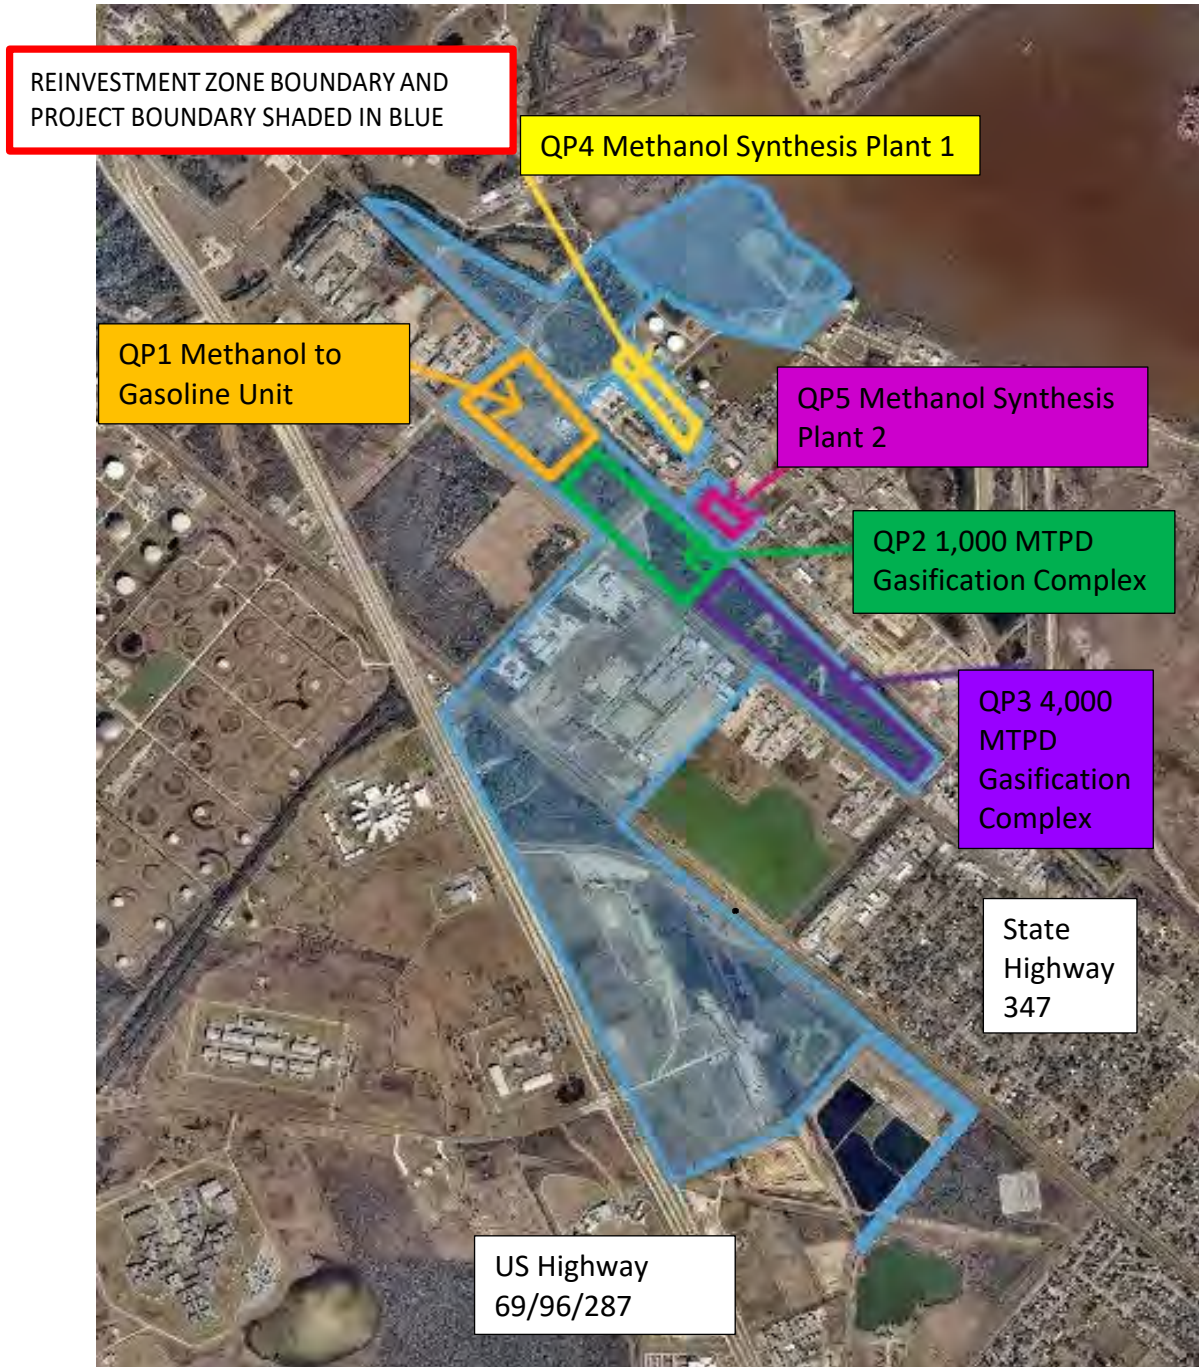 REINVESTMENT ZONE BOUNDARY AND
PROJECT BOUNDARY SHADED IN BLUE
QP4 Methanol Synthesis Plant 1
QP1 Methanol to
Gasoline Unit
QP5 Methanol Synthesis
Plant 2
QP2 1,000 MTPD
Gasification Complex
QP3 4,000
MTPD
Gasification
Complex
State
Highway
347
US Highway
69/96/287